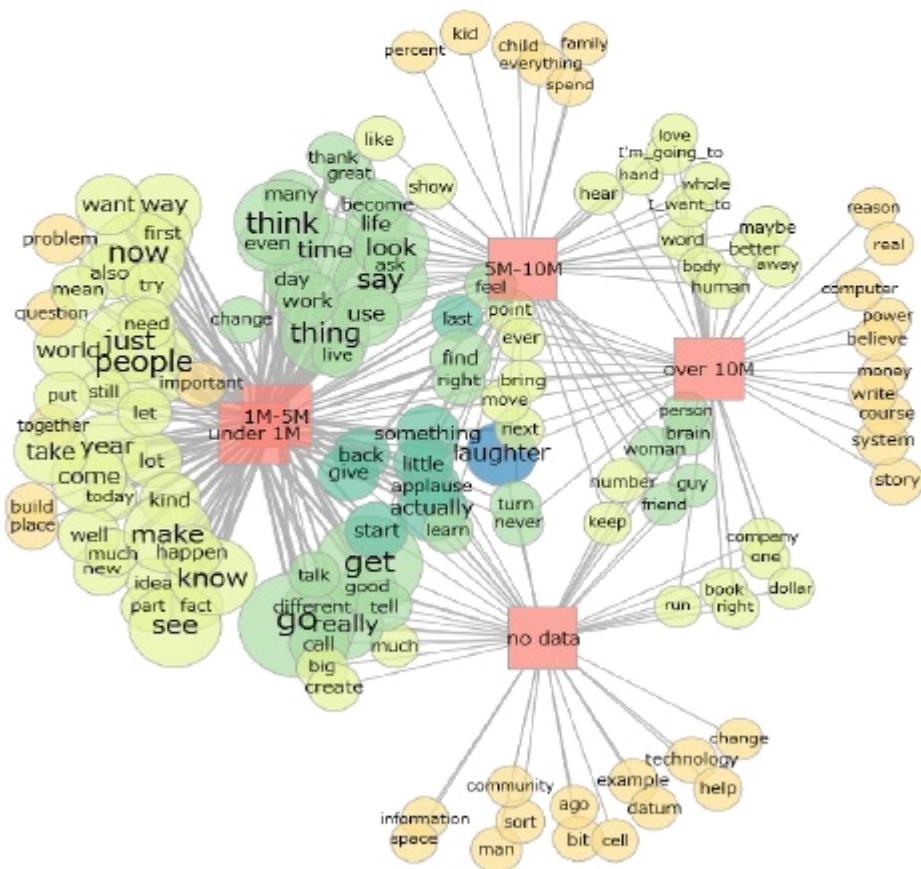 kid
percent
child
family
everything
spend
like
thank
great
show
love
I'm_going_to
hand
hear
whole
I_want_to
many
become
want way
think
life
first
even
time
look
problem
now
also
ask
mean
try
day
say
work
use
question
change
need
thing
just
live
world
people
important
put
still
let
together
take
year
lot
come
today
build
place
kind
well
make
much
happen
new
idea
know
part
fact
see
1M-5M
under 1M
5M-10M
feel
point
last
ever
find
right
bring
move
next
something
laughter
back
little
give
applause
actually
start
learn
turn
never
word
maybe
better
body
away
human
reason
real
computer
power
believe
over 10M
money
write
course
system
story
person
brain
woman
number
guy
friend
keep
company
one
book
dollar
run
right
get
talk
good
different
tell
go
really
call
much
big
create
no data
change
technology
example
help
community
ago
datum
information
sort
space
man
bit
cell